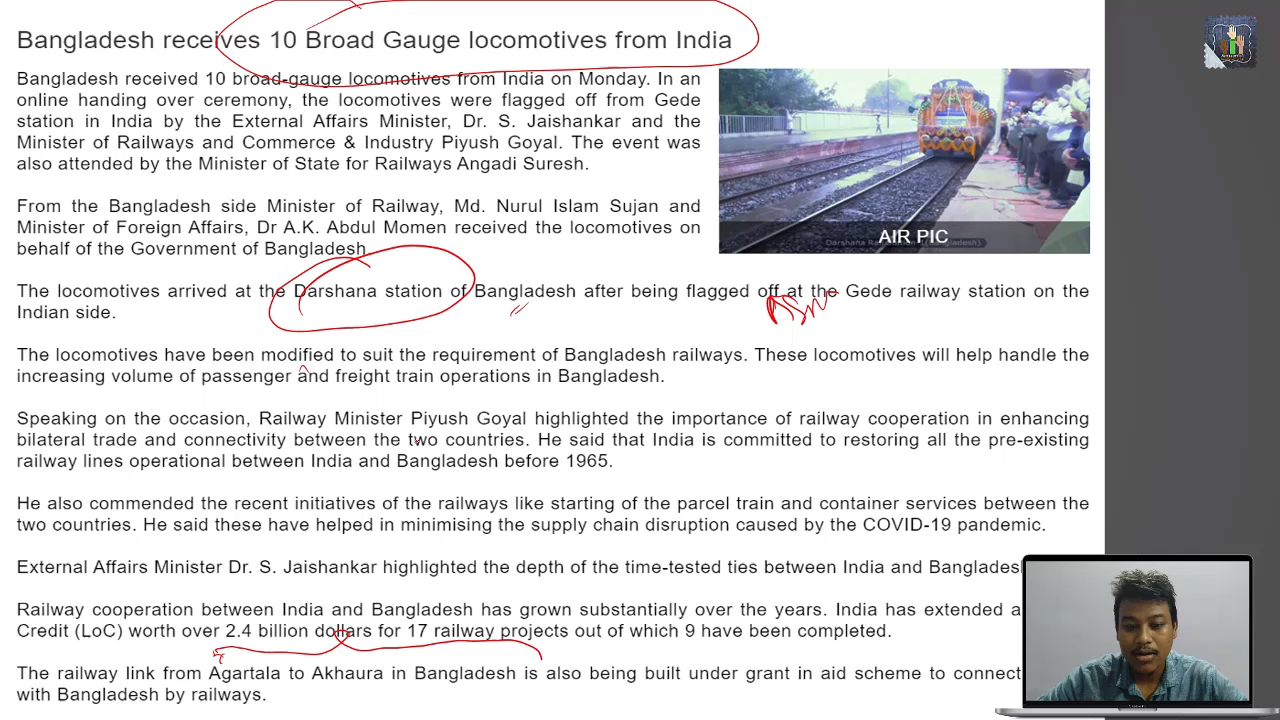 Bangladesh receives 10 Broad Gauge locomotives from India
Bangladesh received 10 broad-gauge locomotives from India on Monday. In an
online handing over ceremony, the locomotives were flagged off from Gede
station in India by the External Affairs Minister, Dr. S. Jaishankar and the
Minister of Railways and Commerce & Industry Piyush Goyal. The event was
also attended by the Minister of State for Railways Angadi Suresh.
From the Bangladesh side Minister of Railway, Md. Nurul Islam Sujan and
Minister of Foreign Affairs, Dr A.K. Abdul Momen received the locomotives on
behalf of the Government of Bangladesh.
AIR PIC
The locomotives arrived at the Darshana station of Bangladesh after being flagged off at the Gede railway station on the
Indian side.
The locomotives have been modified to suit the requirement of Bangladesh railways. These locomotives will help handle the
increasing volume of passenger and freight train operations in Bangladesh.
Speaking on the occasion, Railway Minister Piyush Goyal highlighted the importance of railway cooperation in enhancing
bilateral trade and connectivity between the two countries. He said that India is committed to restoring all the pre-existing
railway lines operational between India and Bangladesh before 1965.
He also commended the recent initiatives of the railways like starting of the parcel train and container services between the
two countries. He said these have helped in minimising the supply chain disruption caused by the COVID-19 pandemic.
External Affairs Minister Dr. S. Jaishankar highlighted the depth of the time-tested ties between India and Bangladesh
Railway cooperation between India and Bangladesh has grown substantially over the years. India has extended a
Credit (LoC) worth over 2.4 billion dollars for 17 railway projects out of which 9 have been completed.
The railway link from Agartala to Akhaura in Bangladesh is also being built under grant in aid scheme to connect
with Bangladesh by railways.